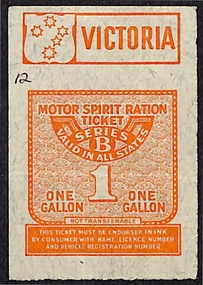 VICTORIA
12
MOTOR SPIRIT RATION
TICKET
SERIES
B
VALID IN ALL STATES
1
ONE GALLON
ONE GALLON
NOT TRANSFERABLE
THIS TICKET MUST BE ENDORSED IN INK
BY CONSUMER WITH NAME, LICENCE NUMBER
AND VEHICLE REGISTRATION NUMBER